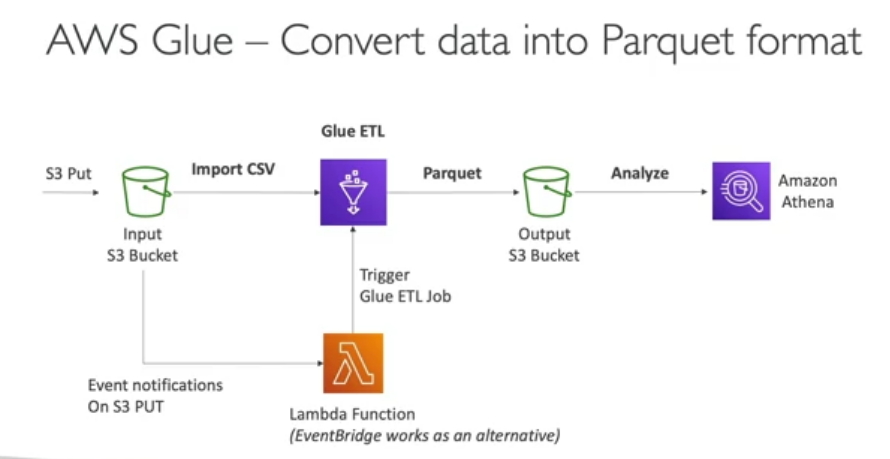 AWS Glue – Convert data into Parquet format
Glue ETL
S3 Put
Import CSV
Parquet
Analyze
Amazon
Athena
Input
S3 Bucket
Output
S3 Bucket
Trigger
Glue ETL Job
Event notifications
On S3 PUT
Lambda Function
(EventBridge works as an alternative)